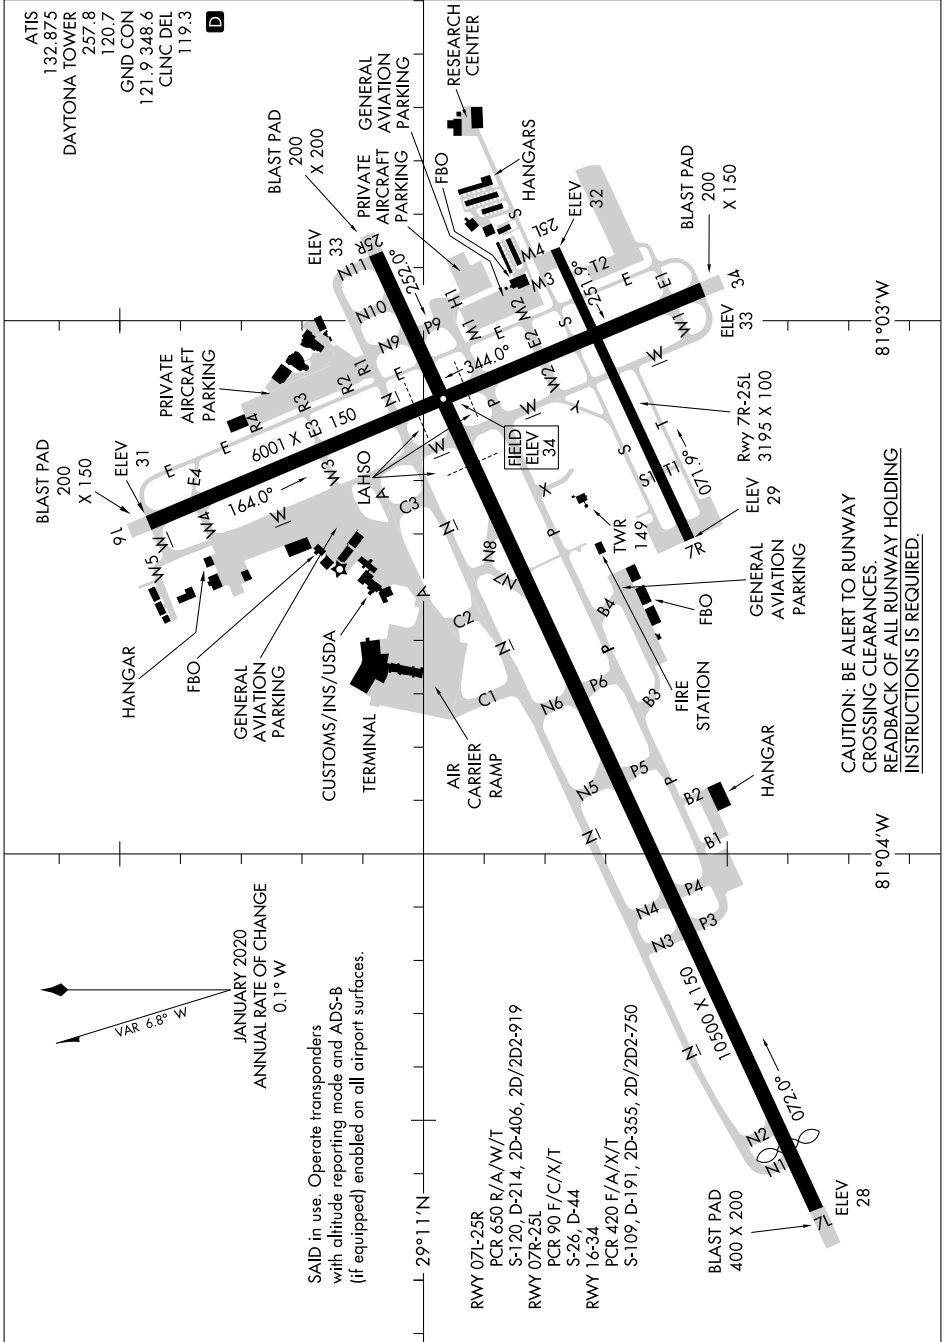 ATIS
132.875
DAYTONA TOWER
257.8
120.7
GND CON
121.9 348.6
CLNC DEL
119.3
D
RESEARCH
CENTER
GENERAL
AVIATION
PARKING
PRIVATE
AIRCRAFT
PARKING
FBO
HANGARS
BLAST PAD
200
X 200
ELEV
33
25R
252.0°
N11
N10
N9
P9
H1
M1
M2
M3
M4
S
25L
ELEV
32
251.9°
T2
E
E1
BLAST PAD
200
X 150
34
ELEV
33
81°03'W
W1
W
E
E2
S
344.0°
W2
P
W
Y
PRIVATE
AIRCRAFT
PARKING
R4
R3
R2
R1
E
E
E3
E
N
6001 X 150
BLAST PAD
200
X 150
ELEV
31
16
E4
W3
164.0°
W
W4
W
W5
LAHSO
A
C3
W
FIELD
ELEV
34
X
P
S
S1
T1
T
071.9°
Rwy 7R-25L
3195 X 100
ELEV
29
7R
TWR
149
GENERAL
AVIATION
PARKING
FBO
FIRE
STATION
HANGAR
FBO
GENERAL
AVIATION
PARKING
CUSTOMS/INS/USDA
TERMINAL
AIR
CARRIER
RAMP
A
C2
C1
N
N8
N7
N
N6
P6
P
B4
B3
N5
P5
P
N
B2
B1
HANGAR
CAUTION: BE ALERT TO RUNWAY
CROSSING CLEARANCES.
READBACK OF ALL RUNWAY HOLDING
INSTRUCTIONS IS REQUIRED.
81°04'W
N4
P4
N3
P3
10500 X 150
N
072.0°
N2
N1
7L
ELEV
28
BLAST PAD
400 X 200
VAR 6.8° W
JANUARY 2020
ANNUAL RATE OF CHANGE
0.1° W
SAID in use. Operate transponders
with altitude reporting mode and ADS-B
(if equipped) enabled on all airport surfaces.
29°11'N
RWY 07L-25R
PCR 650 R/A/W/T
S-120, D-214, 2D-406, 2D/2D2-919
RWY 07R-25L
PCR 90 F/C/X/T
S-26, D-44
RWY 16-34
PCR 420 F/A/X/T
S-109, D-191, 2D-355, 2D/2D2-750